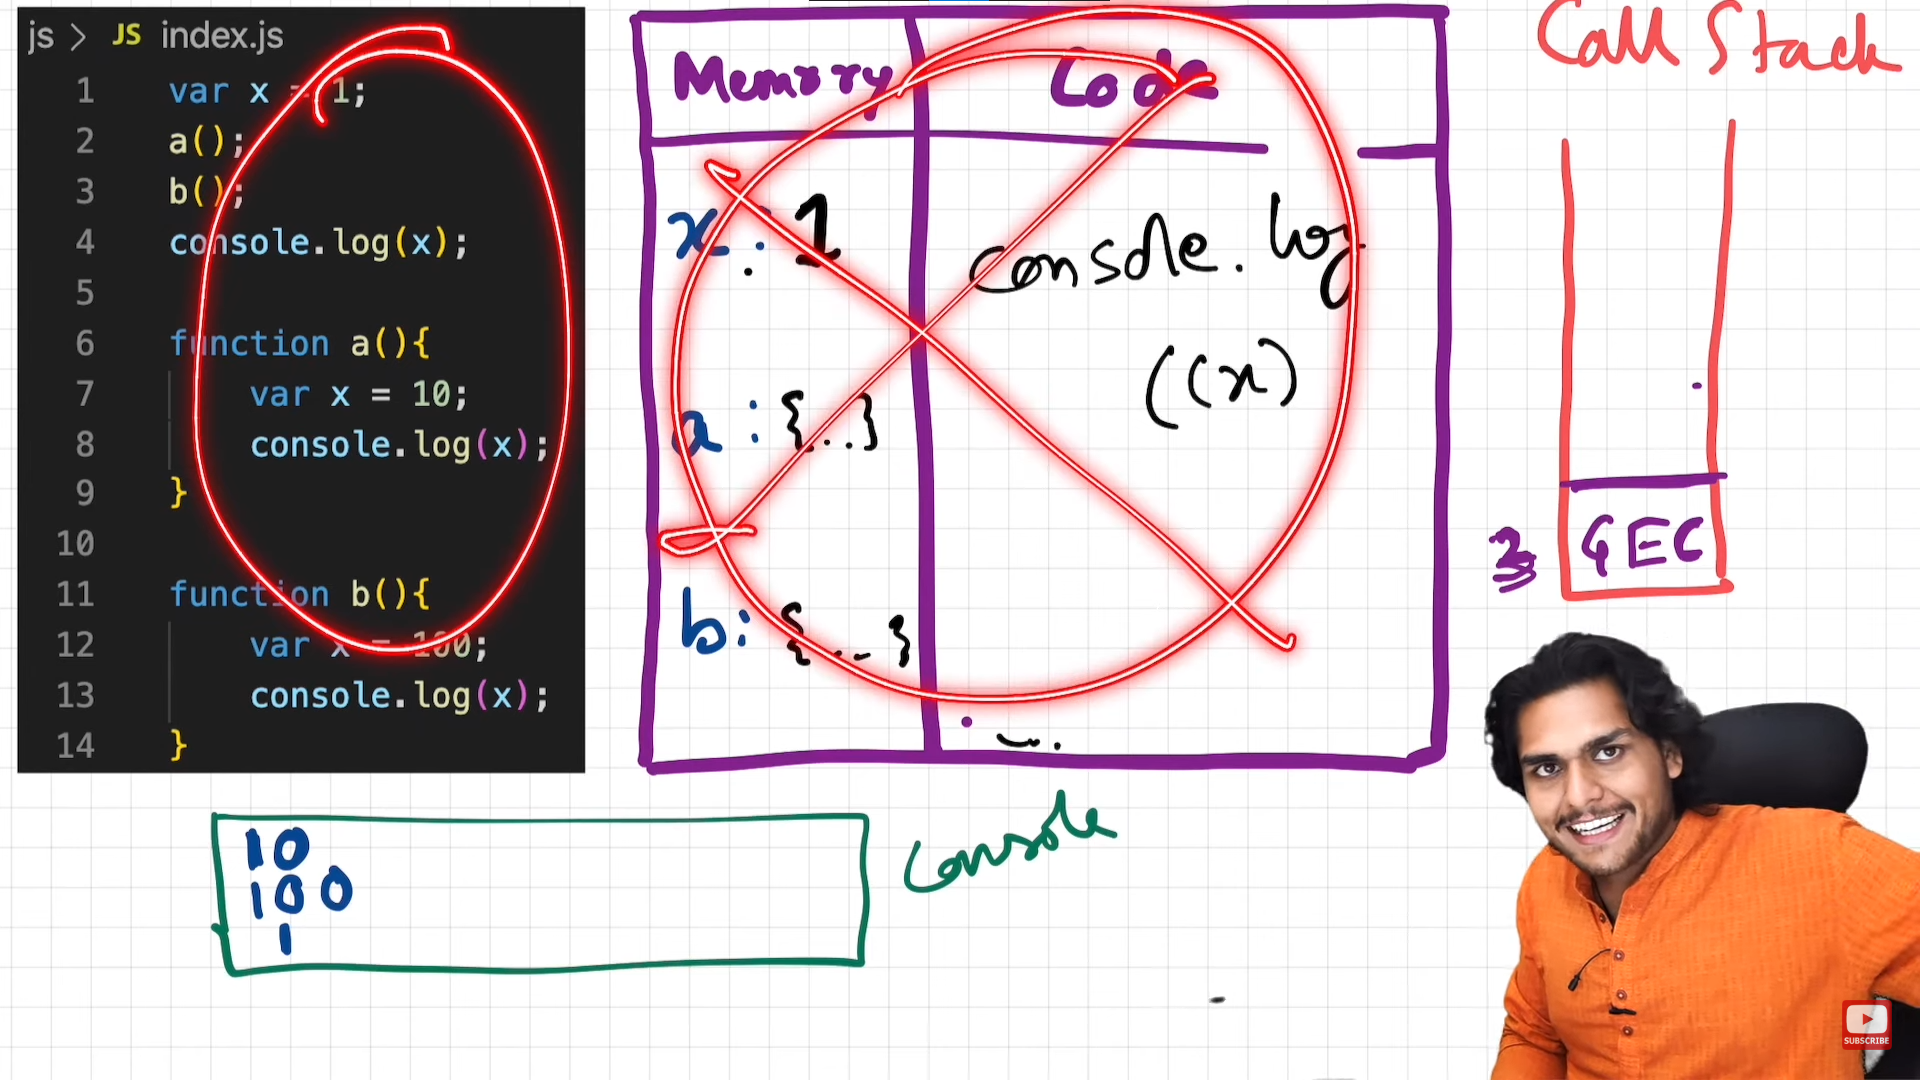 js > JS index.js
1 var x = 1;
2 a();
3 b();
4 console.log(x);
5
6 function a(){
7 var x = 10;
8 console.log(x);
9 }
10
11 function b(){
12 var x = 100;
13 console.log(x);
14 }
Memory Code
x: 1
console.log
((x)
a: {..}
b: {...}
Call Stack
GEC
10
100
1
Console
SUBSCRIBE